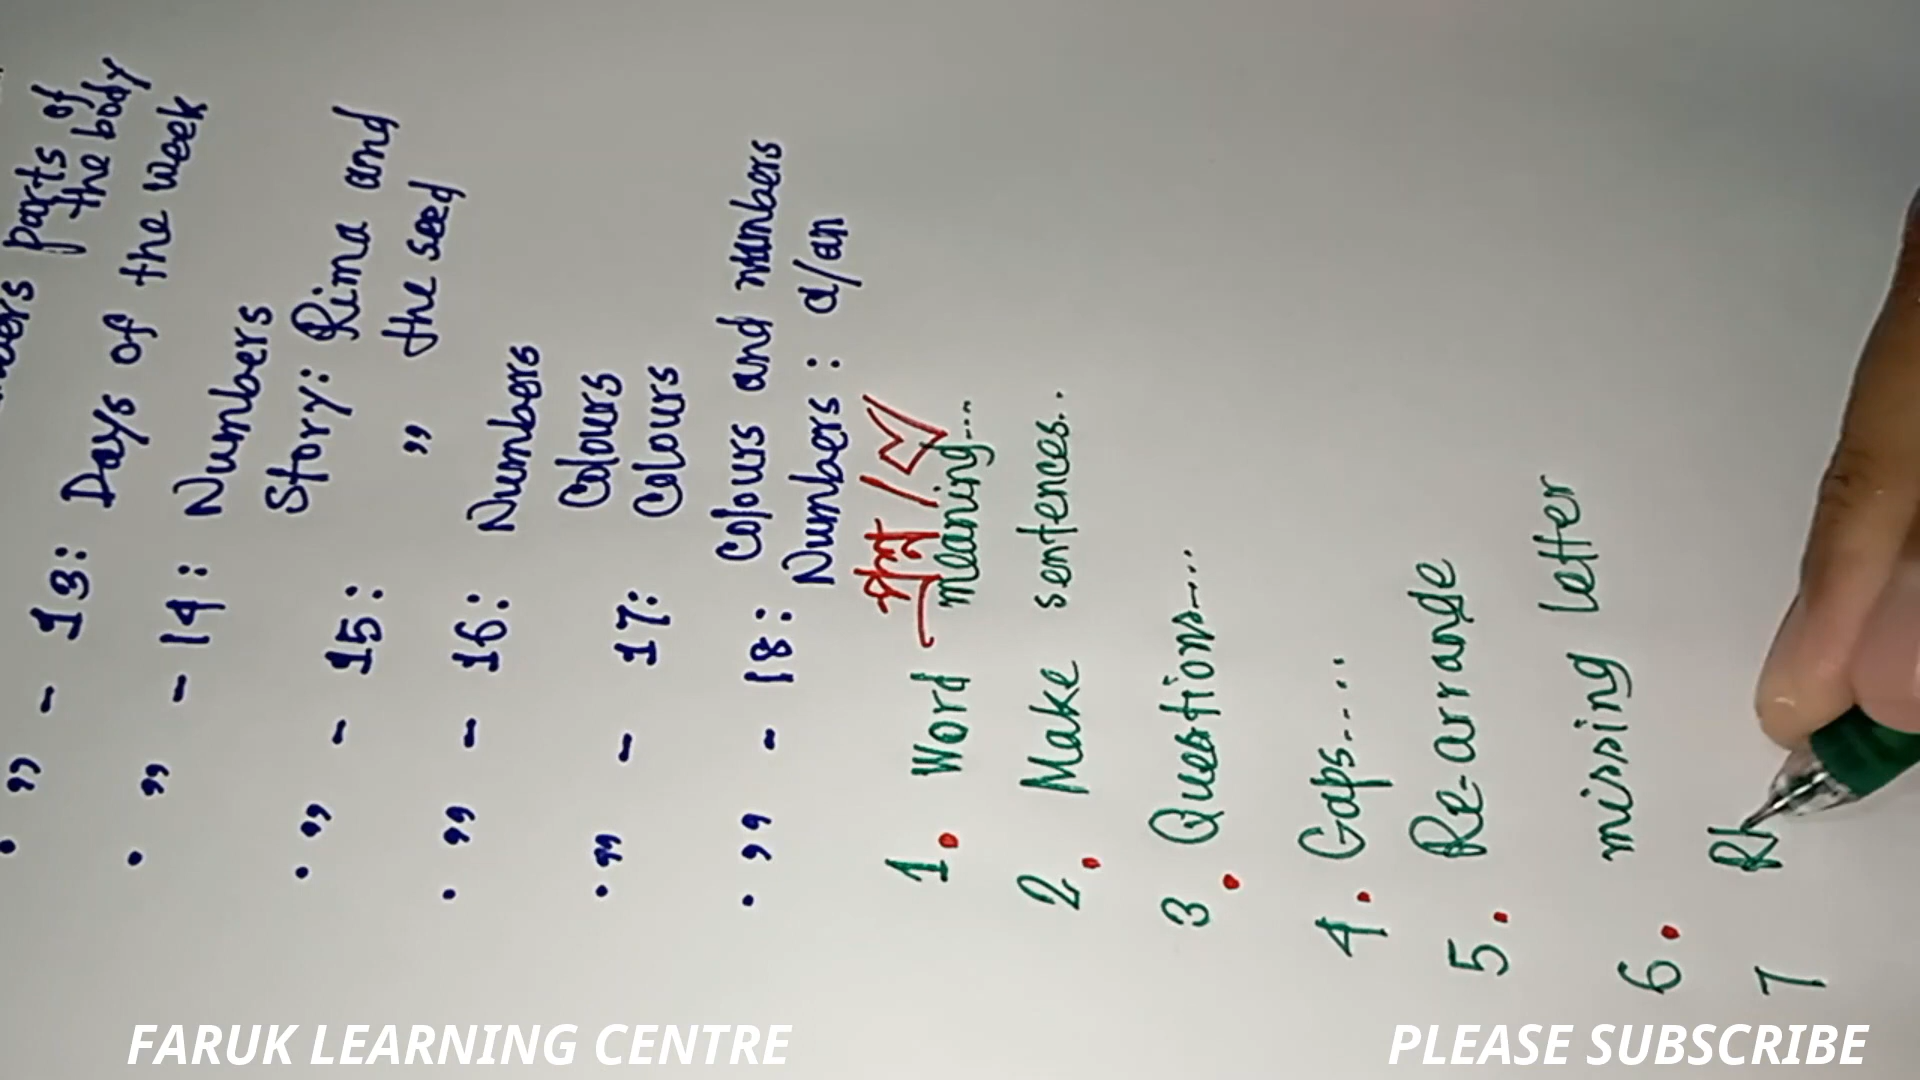 parts of
the body
• ,, - 13: Days of the week
• ,, - 14: Numbers
• ,, - 15: Story: Rima and
,, the seed
• ,, - 16: Numbers
Colours
• ,, - 17: Colours
• ,, - 18: Colours and numbers
Numbers: a/an
প্রশ্ন /
1. Word meaning...
2. Make sentences..
3. Questions....
4. Gaps....
5. Re-arrange
6. missing letter
7 Rh
FARUK LEARNING CENTRE
PLEASE SUBSCRIBE